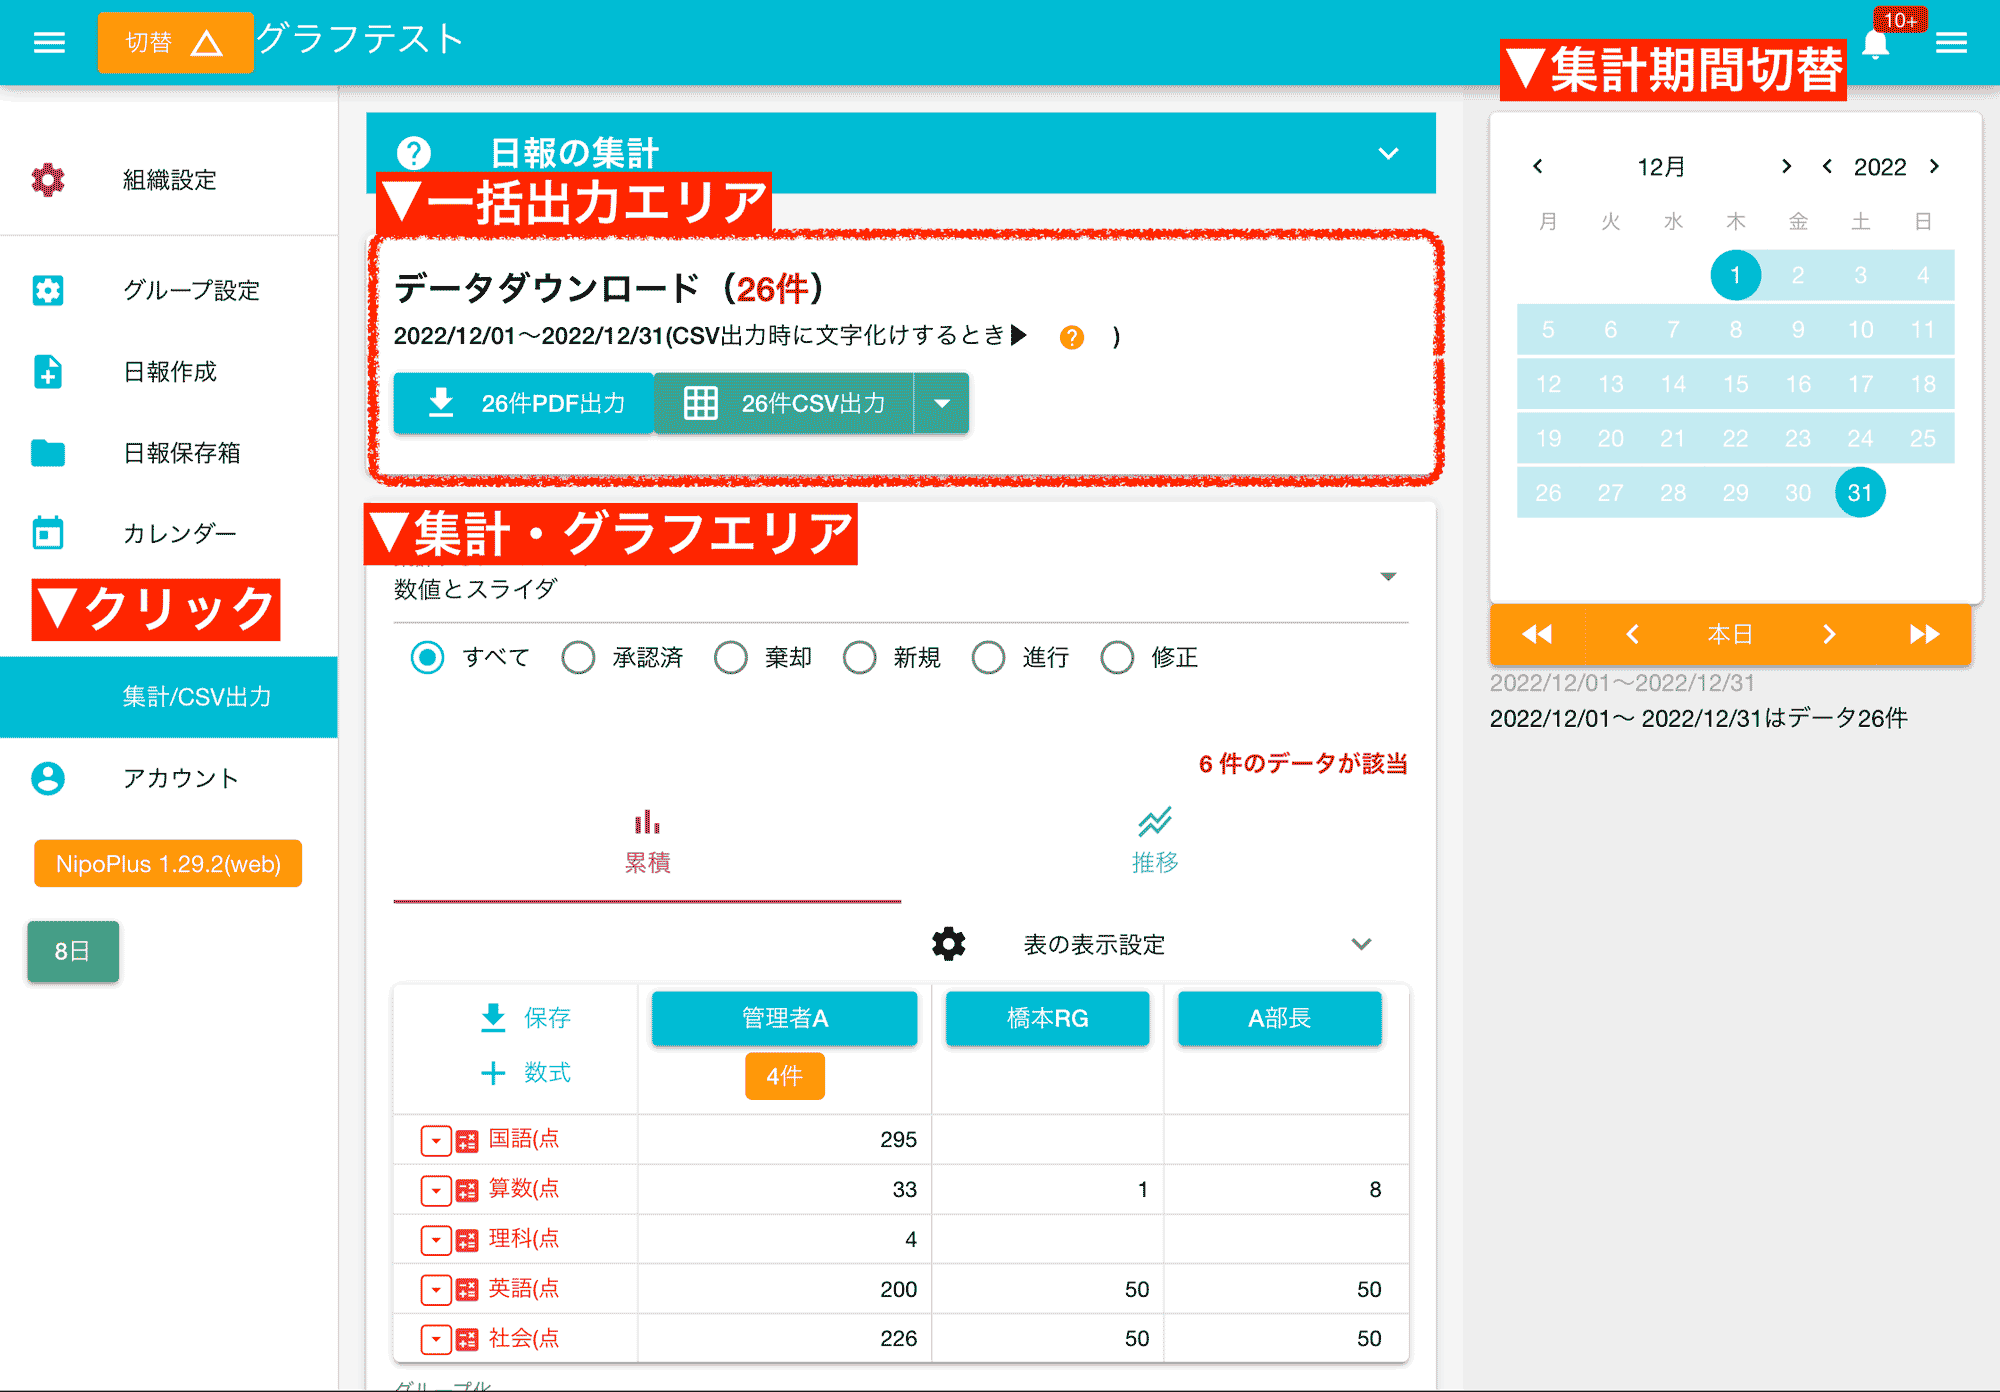 切替
グラフテスト
10+
▼集計期間切替
組織設定
グループ設定
日報作成
日報保存箱
カレンダー
▼クリック
集計/CSV出力
アカウント
NipoPlus 1.29.2(web)
8日
日報の集計
▼一括出力エリア
データダウンロード（26件）
2022/12/01〜2022/12/31(CSV出力時に文字化けするとき▶ )
26件PDF出力
26件CSV出力
▼集計・グラフエリア
数値とスライダ
すべて 承認済 棄却 新規 進行 修正
6 件のデータが該当
累積 推移
表の表示設定
保存 管理者A 橋本RG A部長
数式 4件
国語(点 295
算数(点 33 1 8
理科(点 4
英語(点 200 50 50
社会(点 226 50 50
グループ化
12月 2022
月 火 水 木 金 土 日
1 2 3 4
5 6 7 8 9 10 11
12 13 14 15 16 17 18
19 20 21 22 23 24 25
26 27 28 29 30 31
本日
2022/12/01〜2022/12/31
2022/12/01〜 2022/12/31はデータ26件